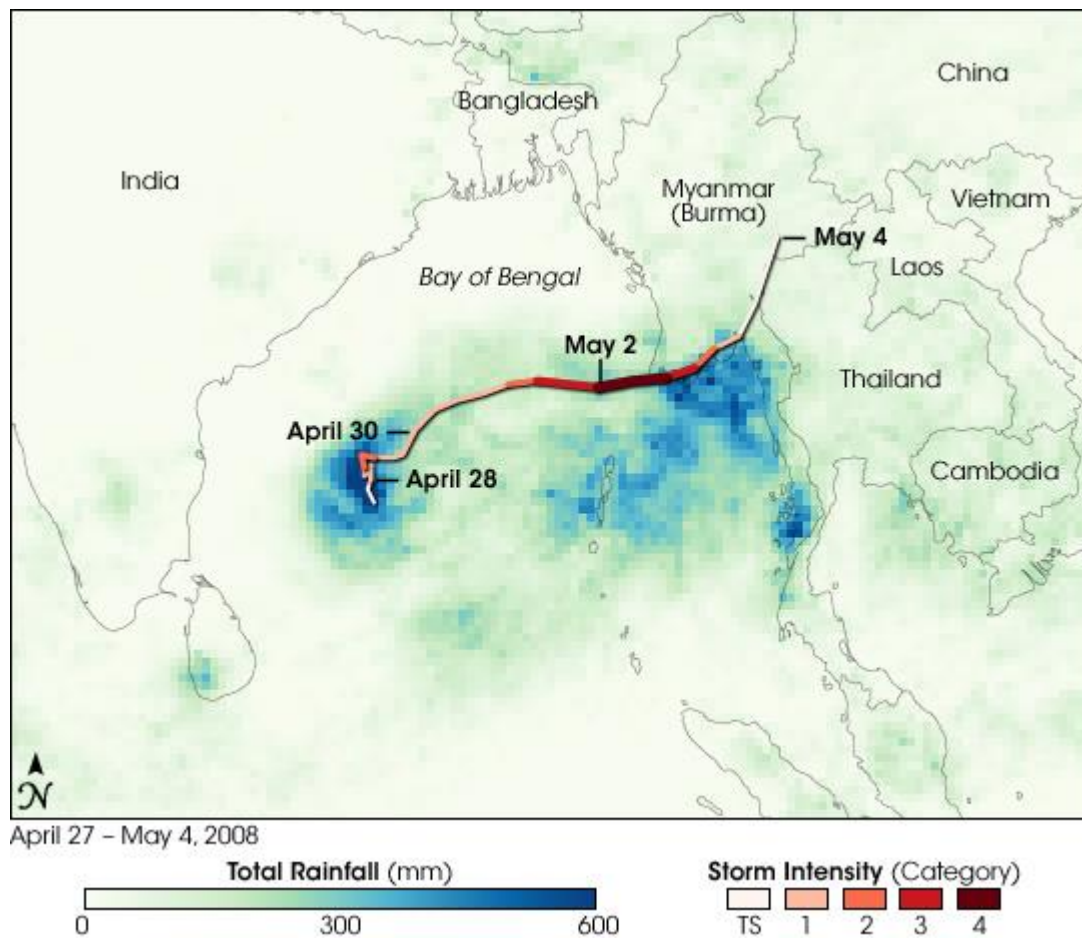 China
Bangladesh
India
Myanmar
(Burma)
Vietnam
May 4
Laos
Bay of Bengal
May 2
Thailand
April 30
April 28
Cambodia
N
April 27 – May 4, 2008
Total Rainfall (mm)
0 300 600
Storm Intensity (Category)
TS 1 2 3 4